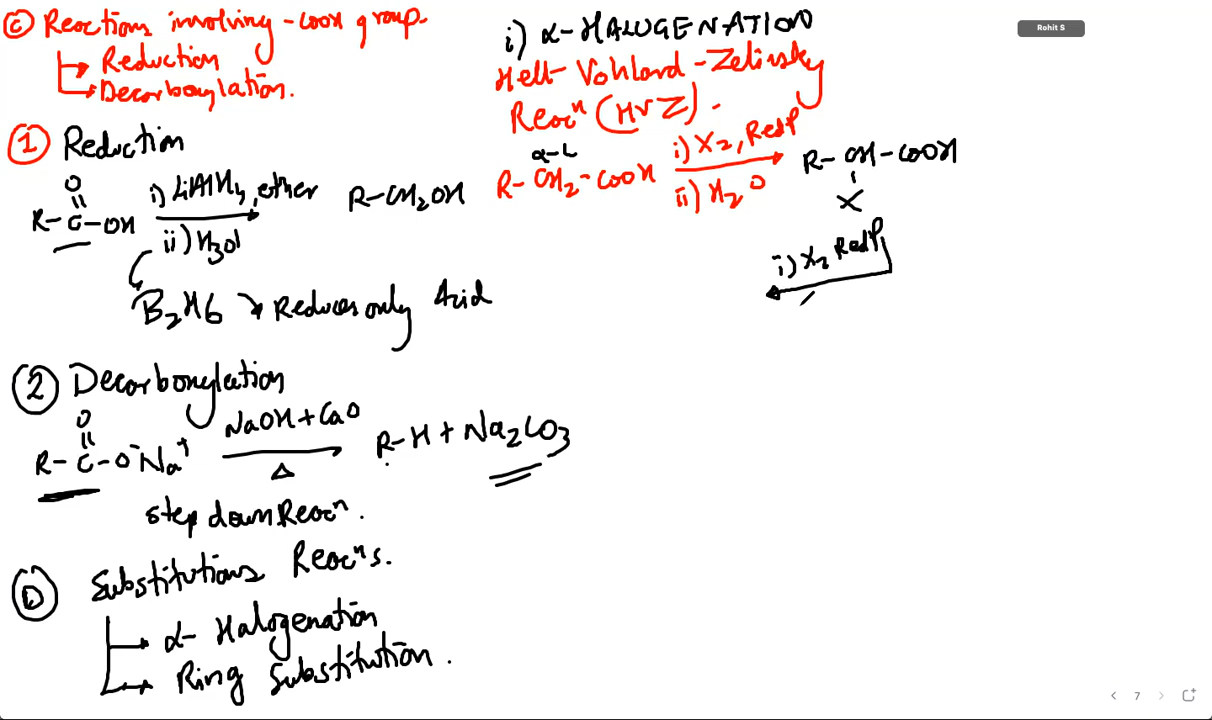 C Reactions involving -COOH group.
→ Reduction
→ Decarboxylation.
1 Reduction
O
R-C-OH i) LiAlH4, ether R-CH2OH
ii) H3O+
B2H6 → Reduces only Acid
2 Decarboxylation
O
R-C-O-Na+ NaOH+CaO R-H + Na2CO3
Δ
step down Reacn.
D Substitutions Reacns.
→ α- Halogenation
→ Ring Substitution.
i) α-HALOGENATION
Hell-Vohlard-Zelinsky
Reacn (HVZ).
α-C
R-CH2-COOH i) X2, Red P R-CH-COOH
ii) H2O X
i) X2 Red P
Rohit S
7